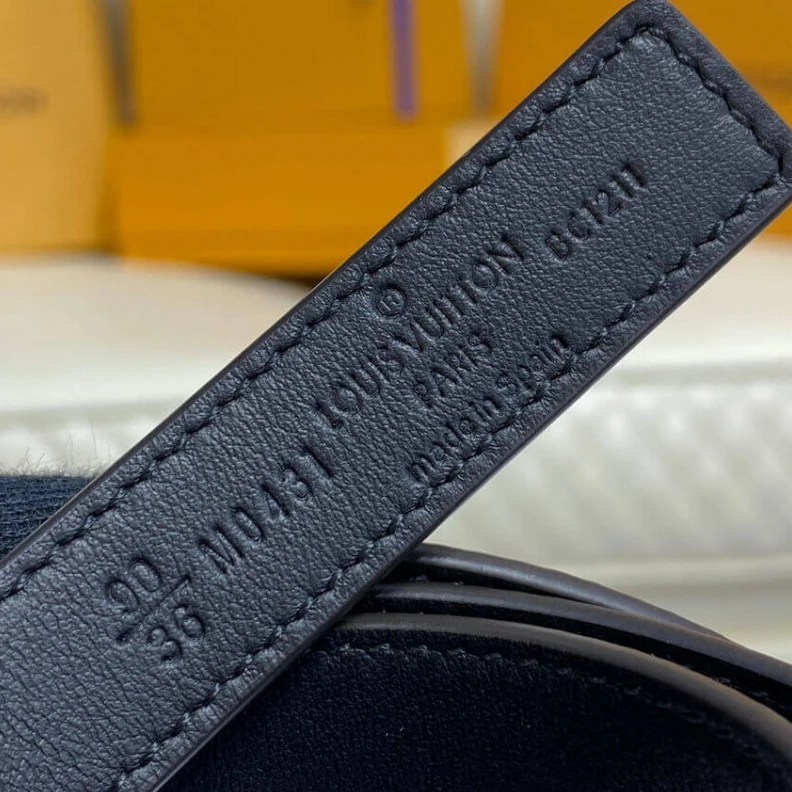 90
36
M0431
®
LOUIS VUITTON
PARIS
made in Spain
BC1211